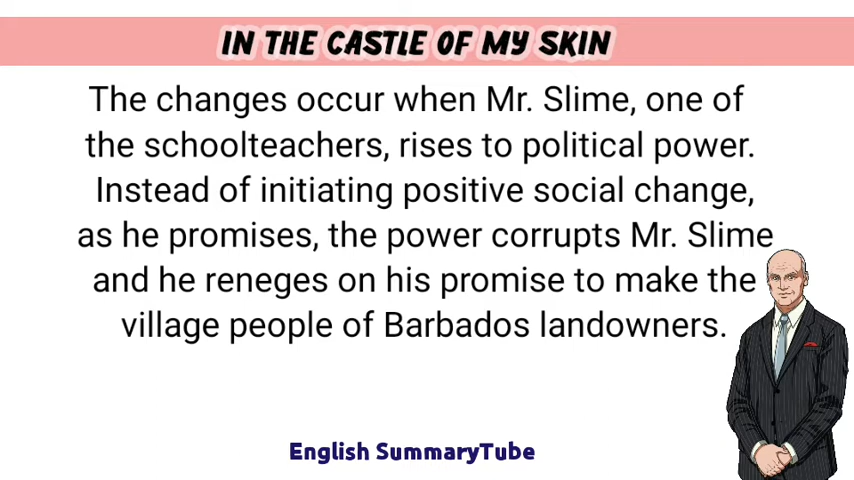 IN THE CASTLE OF MY SKIN
The changes occur when Mr. Slime, one of
the schoolteachers, rises to political power.
Instead of initiating positive social change,
as he promises, the power corrupts Mr. Slime
and he reneges on his promise to make the
village people of Barbados landowners.
English SummaryTube